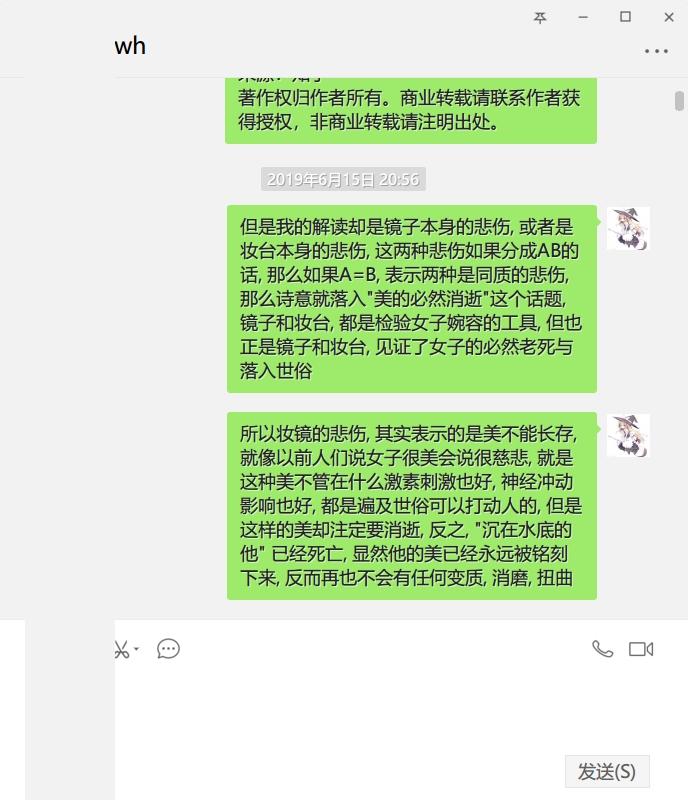 wh
著作权归作者所有。商业转载请联系作者获
得授权，非商业转载请注明出处。
2019年6月15日 20:56
但是我的解读却是镜子本身的悲伤, 或者是
妆台本身的悲伤, 这两种悲伤如果分成AB的
话, 那么如果A=B, 表示两种是同质的悲伤,
那么诗意就落入"美的必然消逝"这个话题,
镜子和妆台, 都是检验女子婉容的工具, 但也
正是镜子和妆台, 见证了女子的必然老死与
落入世俗
所以妆镜的悲伤, 其实表示的是美不能长存,
就像以前人们说女子很美会说很慈悲, 就是
这种美不管在什么激素刺激也好, 神经冲动
影响也好, 都是遍及世俗可以打动人的, 但是
这样的美却注定要消逝, 反之, "沉在水底的
他" 已经死亡, 显然他的美已经永远被铭刻
下来, 反而再也不会有任何变质, 消磨, 扭曲
发送(S)